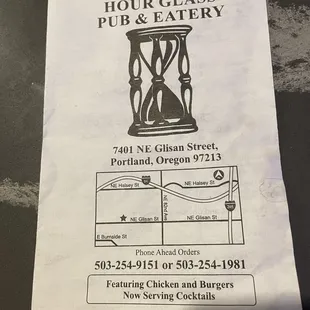 HOUR GLASS
PUB & EATERY
7401 NE Glisan Street,
Portland, Oregon 97213
NE Halsey St
NE Halsey St
NE Glisan St
NE Glisan St
E Burnside St
Phone Ahead Orders
503-254-9151 or 503-254-1981
Featuring Chicken and Burgers
Now Serving Cocktails